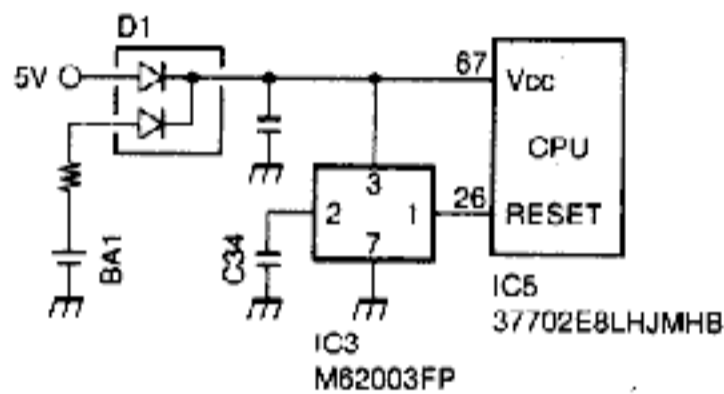 D1
5V
67
Vcc
CPU
3
2
1
26
RESET
7
BA1
C34
IC5
37702E8LHJMHB
IC3
M62003FP